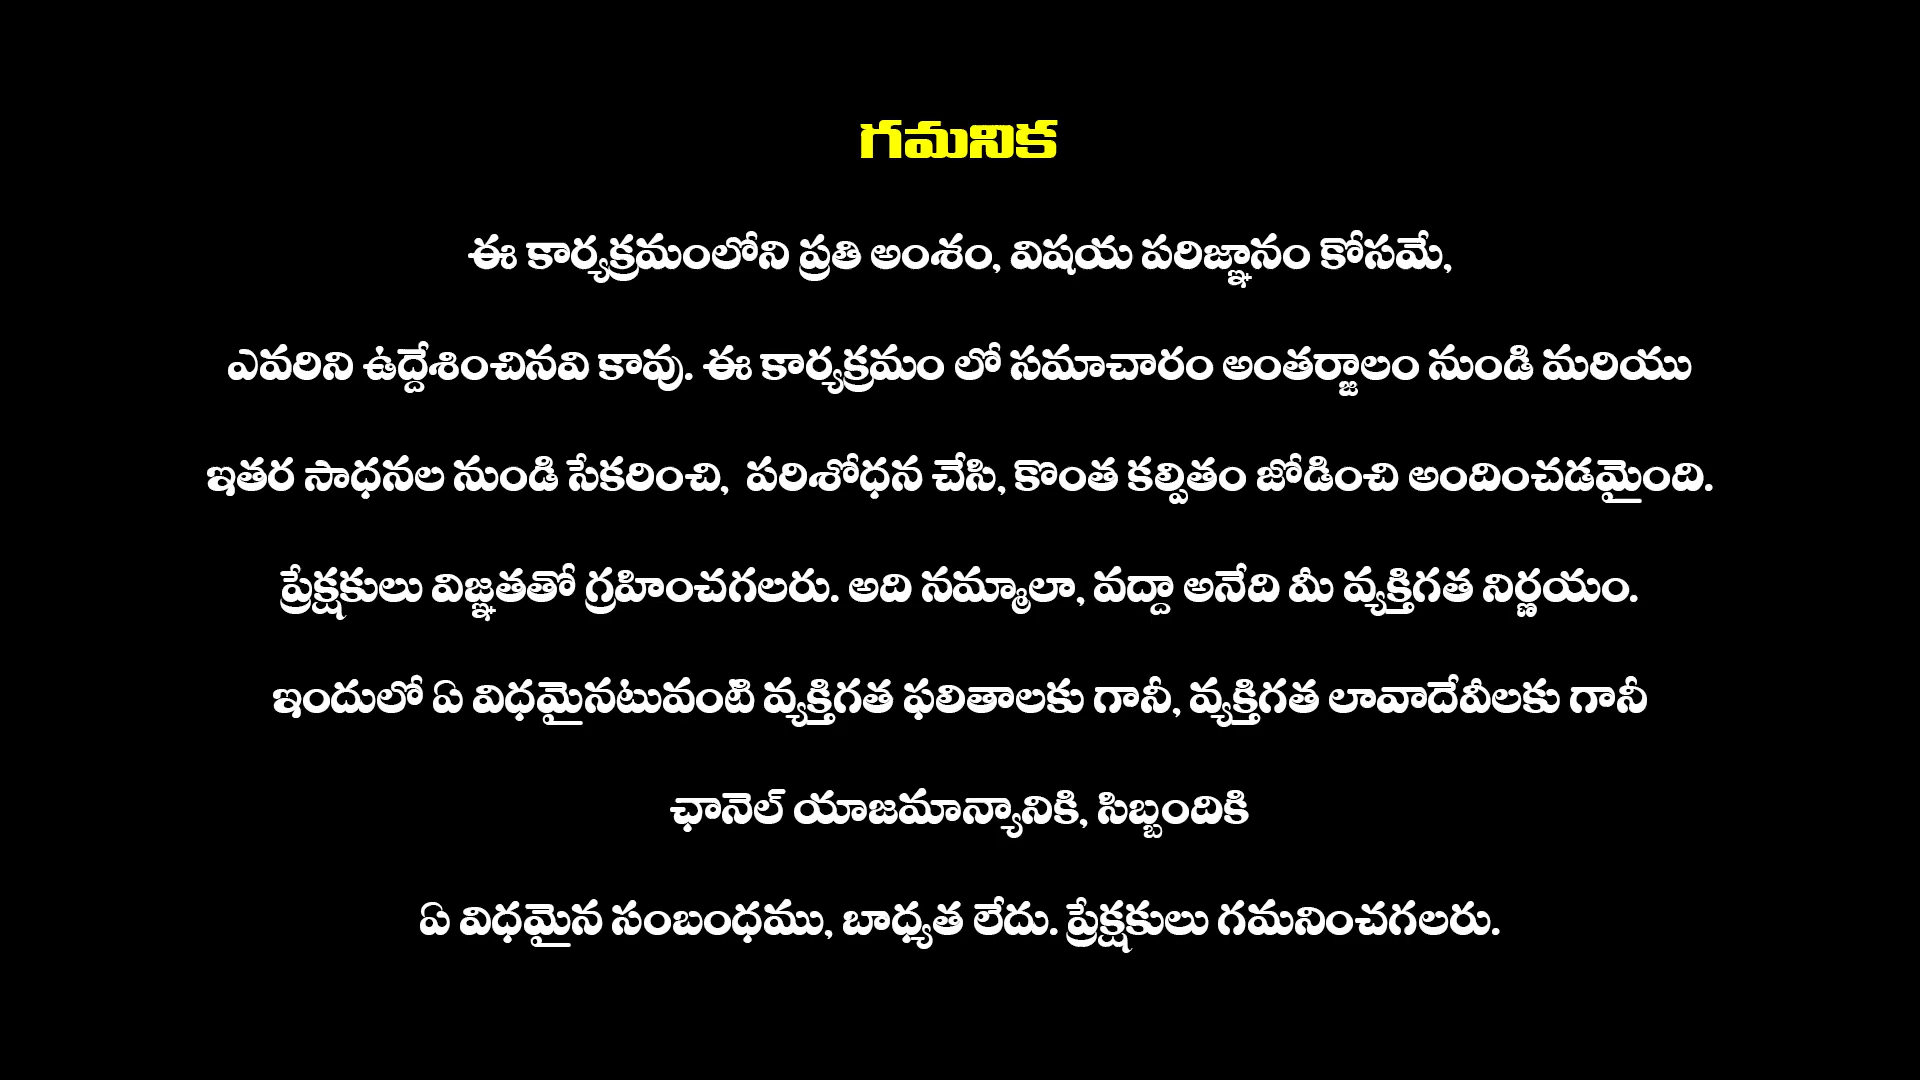 గమనిక
ఈ కార్యక్రమంలోని ప్రతి అంశం, విషయ పరిజ్ఞానం కోసమే,
ఎవరిని ఉద్దేశించినవి కావు. ఈ కార్యక్రమం లో సమాచారం అంతర్జాలం నుండి మరియు
ఇతర సాధనల నుండి సేకరించి, పరిశోధన చేసి, కొంత కల్పితం జోడించి అందించడమైంది.
ప్రేక్షకులు విజ్ఞతతో గ్రహించగలరు. అది నమ్మాలా, వద్దా అనేది మీ వ్యక్తిగత నిర్ణయం.
ఇందులో ఏ విధమైనటువంటి వ్యక్తిగత ఫలితాలకు గానీ, వ్యక్తిగత లావాదేవీలకు గానీ
ఛానెల్ యాజమాన్యానికి, సిబ్బందికి
ఏ విధమైన సంబంధము, బాధ్యత లేదు. ప్రేక్షకులు గమనించగలరు.